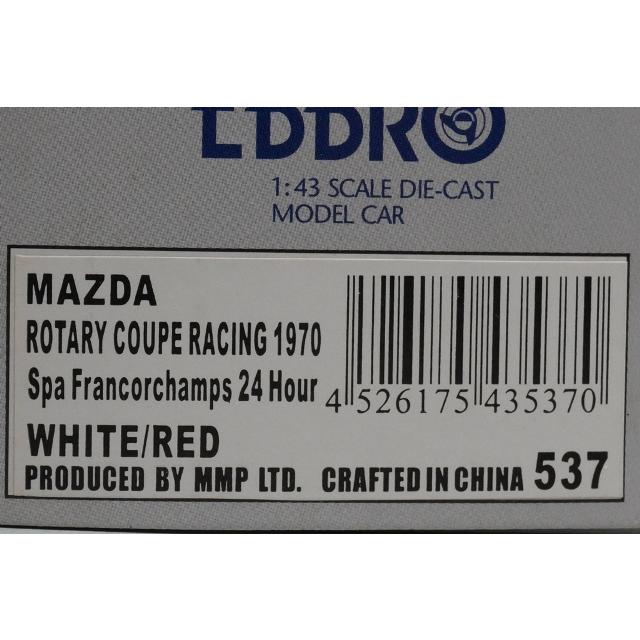 EBBRO
1:43 SCALE DIE-CAST
MODEL CAR
MAZDA
ROTARY COUPE RACING 1970
Spa Francorchamps 24 Hour
4 526175 435370
WHITE/RED
PRODUCED BY MMP LTD. CRAFTED IN CHINA 537